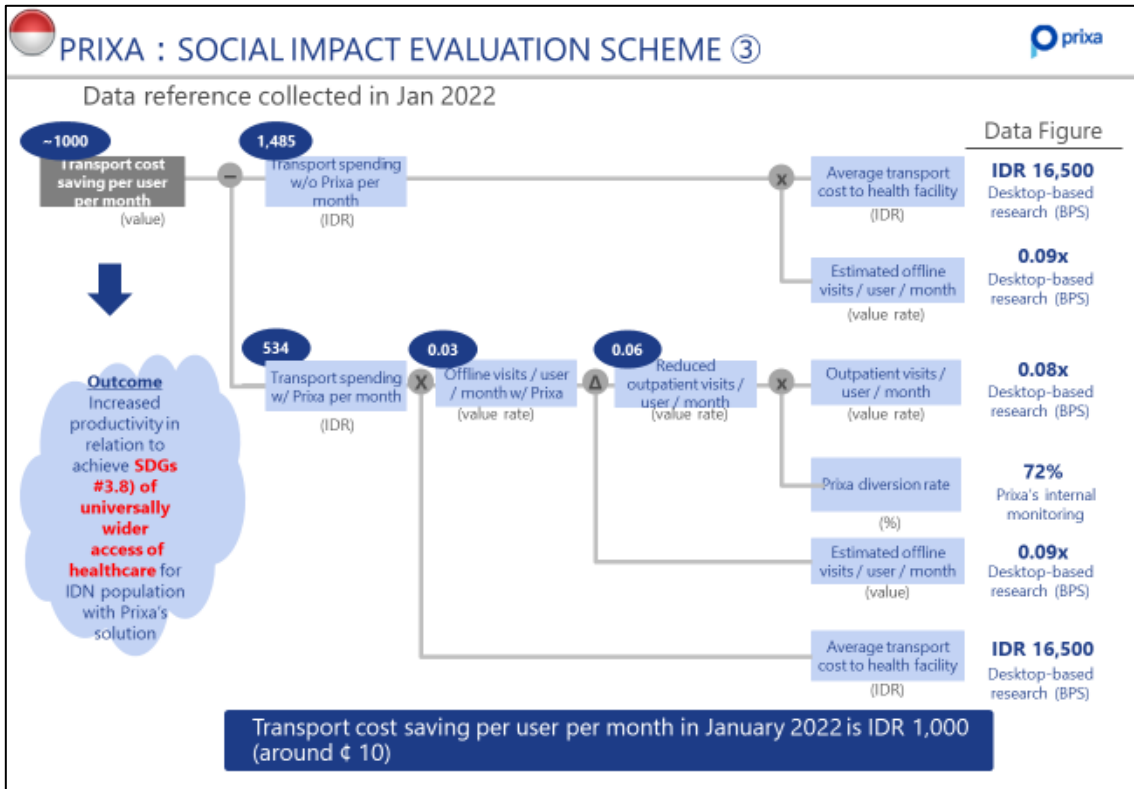 PRIXA : SOCIAL IMPACT EVALUATION SCHEME ③
prixa
Data reference collected in Jan 2022
Data Figure
~1000
Transport cost
saving per user
per month
(value)
−
1,485
Transport spending
w/o Prixa per
month
(IDR)
x
Average transport
cost to health facility
(IDR)
IDR 16,500
Desktop-based
research (BPS)
Estimated offline
visits / user / month
(value rate)
0.09x
Desktop-based
research (BPS)
534
Transport spending
w/ Prixa per month
(IDR)
X
0.03
Offline visits / user
/ month w/ Prixa
(value rate)
Δ
0.06
Reduced
outpatient visits /
user / month
(value rate)
x
Outpatient visits /
user / month
(value rate)
0.08x
Desktop-based
research (BPS)
Prixa diversion rate
(%)
72%
Prixa's internal
monitoring
Estimated offline
visits / user / month
(value)
0.09x
Desktop-based
research (BPS)
Average transport
cost to health facility
(IDR)
IDR 16,500
Desktop-based
research (BPS)
Outcome
Increased
productivity in
relation to
achieve SDGs
#3.8) of
universally
wider
access of
healthcare for
IDN population
with Prixa's
solution
Transport cost saving per user per month in January 2022 is IDR 1,000
(around ¢ 10)